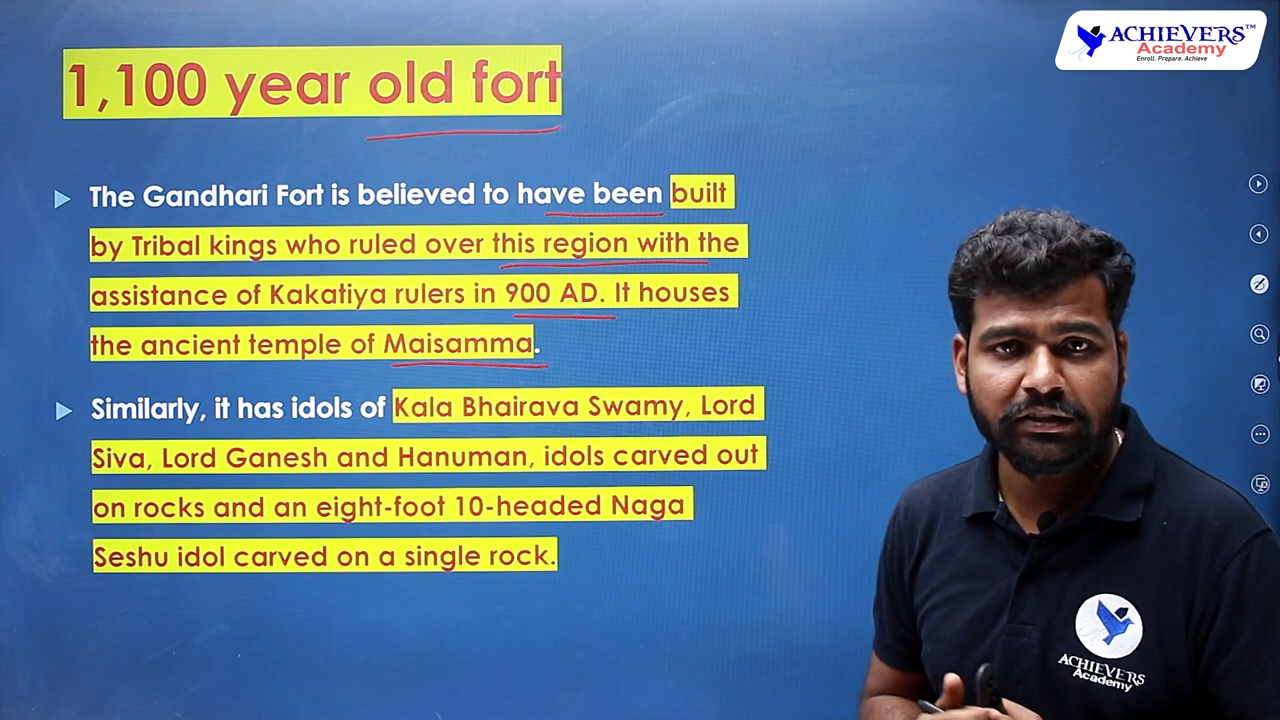 ACHIEVERS™
Academy
Enroll. Prepare. Achieve
1,100 year old fort
The Gandhari Fort is believed to have been built
by Tribal kings who ruled over this region with the
assistance of Kakatiya rulers in 900 AD. It houses
the ancient temple of Maisamma.
Similarly, it has idols of Kala Bhairava Swamy, Lord
Siva, Lord Ganesh and Hanuman, idols carved out
on rocks and an eight-foot 10-headed Naga
Seshu idol carved on a single rock.
ACHIEVERS
Academy